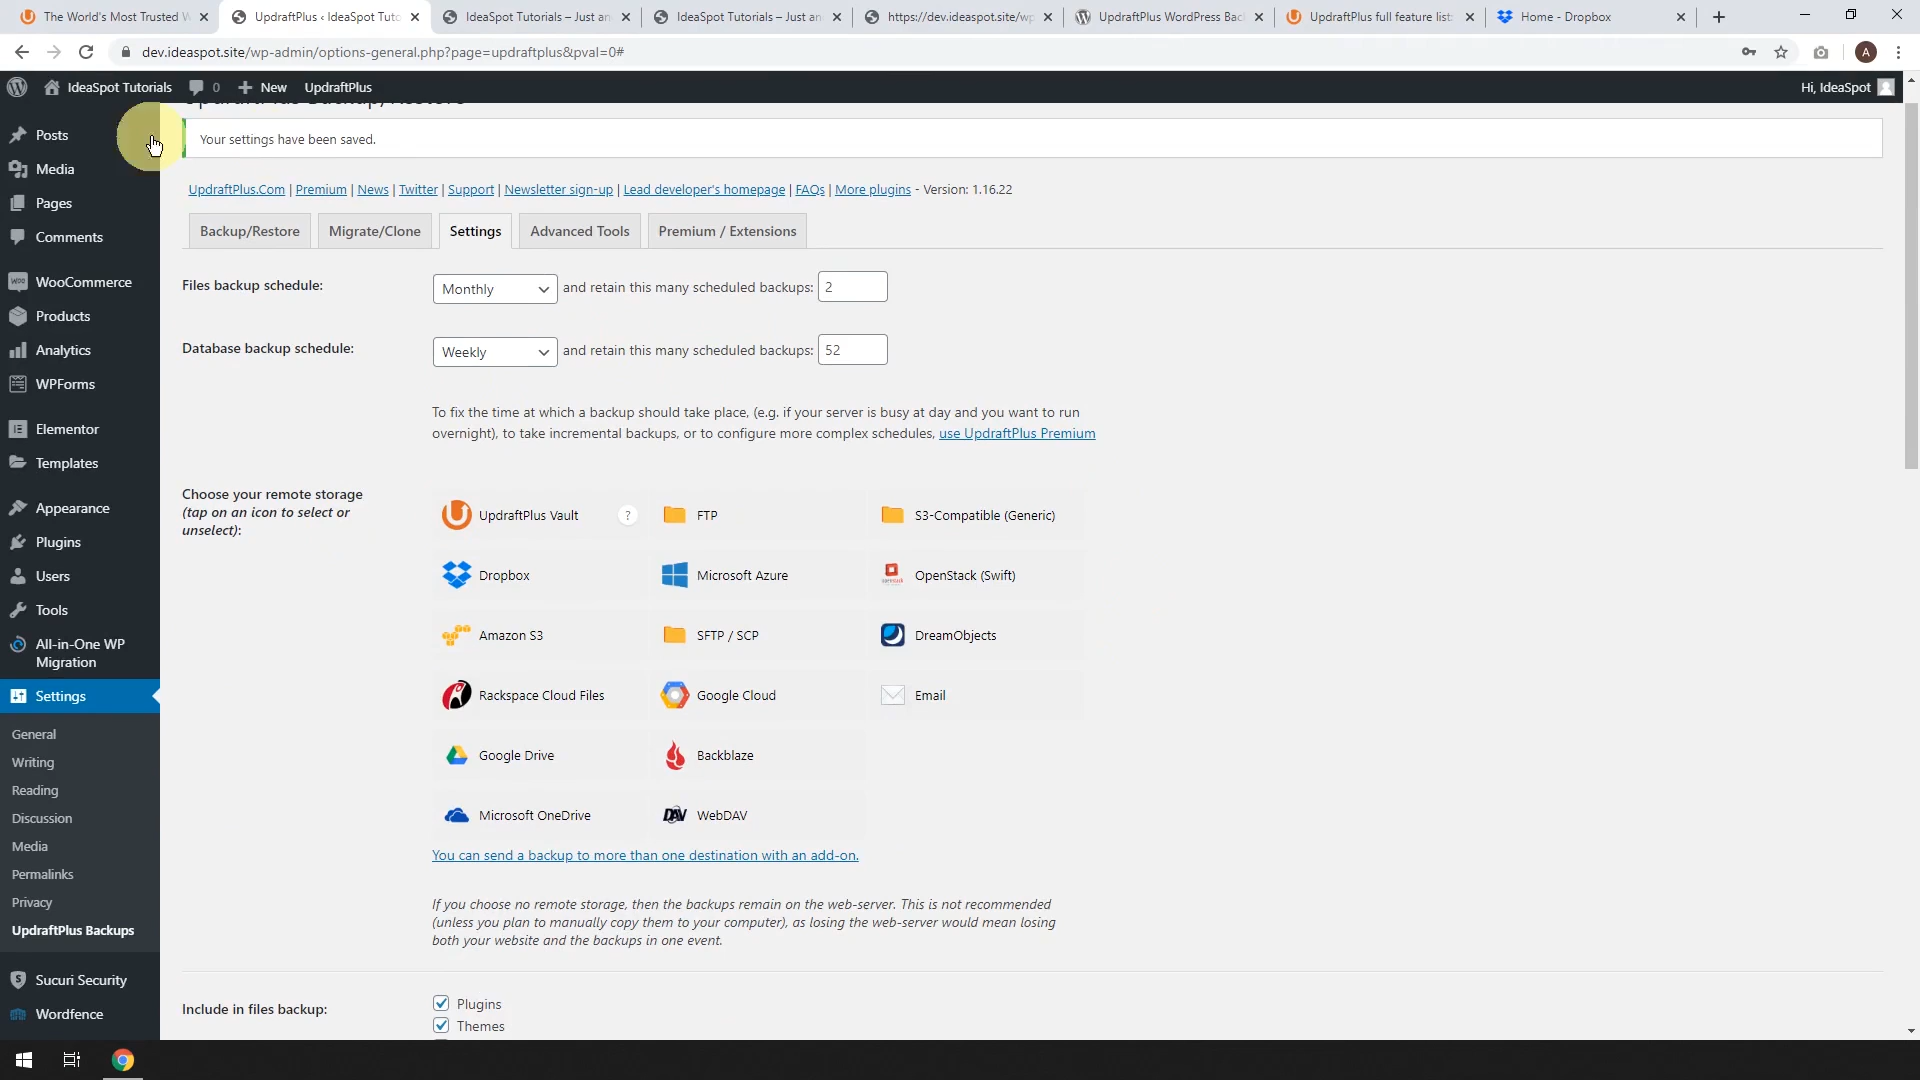 The World's Most Trusted W
UpdraftPlus ‹ IdeaSpot Tuto
IdeaSpot Tutorials – Just an
IdeaSpot Tutorials – Just an
https://dev.ideaspot.site/wp
UpdraftPlus WordPress Bac
UpdraftPlus full feature list
Home - Dropbox
dev.ideaspot.site/wp-admin/options-general.php?page=updraftplus&pval=0#
A
IdeaSpot Tutorials 0 New UpdraftPlus Hi, IdeaSpot
Posts
Media
Pages
Comments
WooCommerce
Products
Analytics
WPForms
Elementor
Templates
Appearance
Plugins
Users
Tools
All-in-One WP
Migration
Settings
General
Writing
Reading
Discussion
Media
Permalinks
Privacy
UpdraftPlus Backups
Sucuri Security
Wordfence
UpdraftPlus Backup/Restore
Your settings have been saved.
UpdraftPlus.Com | Premium | News | Twitter | Support | Newsletter sign-up | Lead developer's homepage | FAQs | More plugins - Version: 1.16.22
Backup/Restore Migrate/Clone Settings Advanced Tools Premium / Extensions
Files backup schedule: Monthly and retain this many scheduled backups: 2
Database backup schedule: Weekly and retain this many scheduled backups: 52
To fix the time at which a backup should take place, (e.g. if your server is busy at day and you want to run
overnight), to take incremental backups, or to configure more complex schedules, use UpdraftPlus Premium
Choose your remote storage
(tap on an icon to select or
unselect):
UpdraftPlus Vault ? FTP S3-Compatible (Generic)
Dropbox Microsoft Azure OpenStack (Swift)
Amazon S3 SFTP / SCP DreamObjects
Rackspace Cloud Files Google Cloud Email
Google Drive Backblaze
Microsoft OneDrive DAV WebDAV
You can send a backup to more than one destination with an add-on.
If you choose no remote storage, then the backups remain on the web-server. This is not recommended
(unless you plan to manually copy them to your computer), as losing the web-server would mean losing
both your website and the backups in one event.
Include in files backup: Plugins
Themes